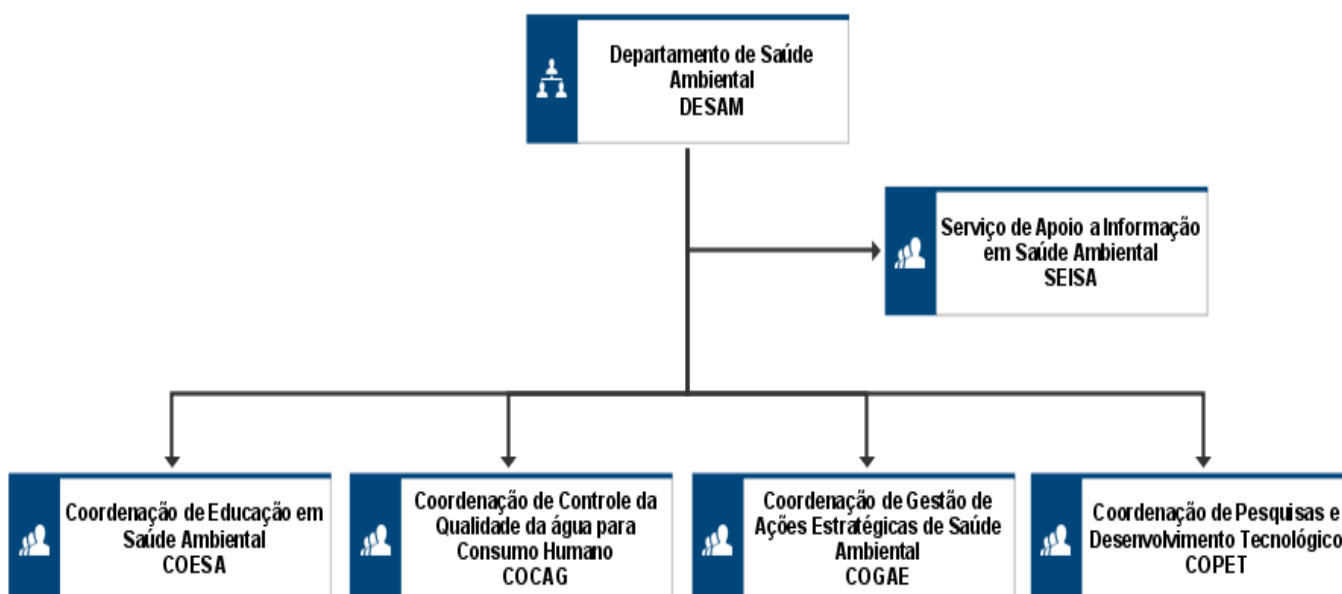 Departamento de Saúde
Ambiental
DESAM
Serviço de Apoio a Informação
em Saúde Ambiental
SEISA
Coordenação de Educação em
Saúde Ambiental
COESA
Coordenação de Controle da
Qualidade da água para
Consumo Humano
COCAG
Coordenação de Gestão de
Ações Estratégicas de Saúde
Ambiental
COGAE
Coordenação de Pesquisas e
Desenvolvimento Tecnológico
COPET